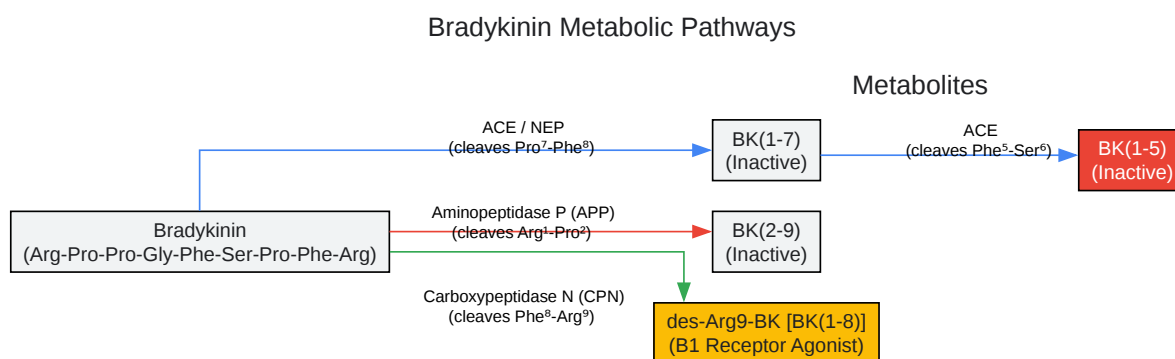 Bradykinin Metabolic Pathways
Metabolites
ACE / NEP
(cleaves Pro⁷-Phe⁸)
BK(1-7)
(Inactive)
ACE
(cleaves Phe⁵-Ser⁶)
BK(1-5)
(Inactive)
Bradykinin
(Arg-Pro-Pro-Gly-Phe-Ser-Pro-Phe-Arg)
Aminopeptidase P (APP)
(cleaves Arg¹-Pro²)
BK(2-9)
(Inactive)
Carboxypeptidase N (CPN)
(cleaves Phe⁸-Arg⁹)
des-Arg9-BK [BK(1-8)]
(B1 Receptor Agonist)